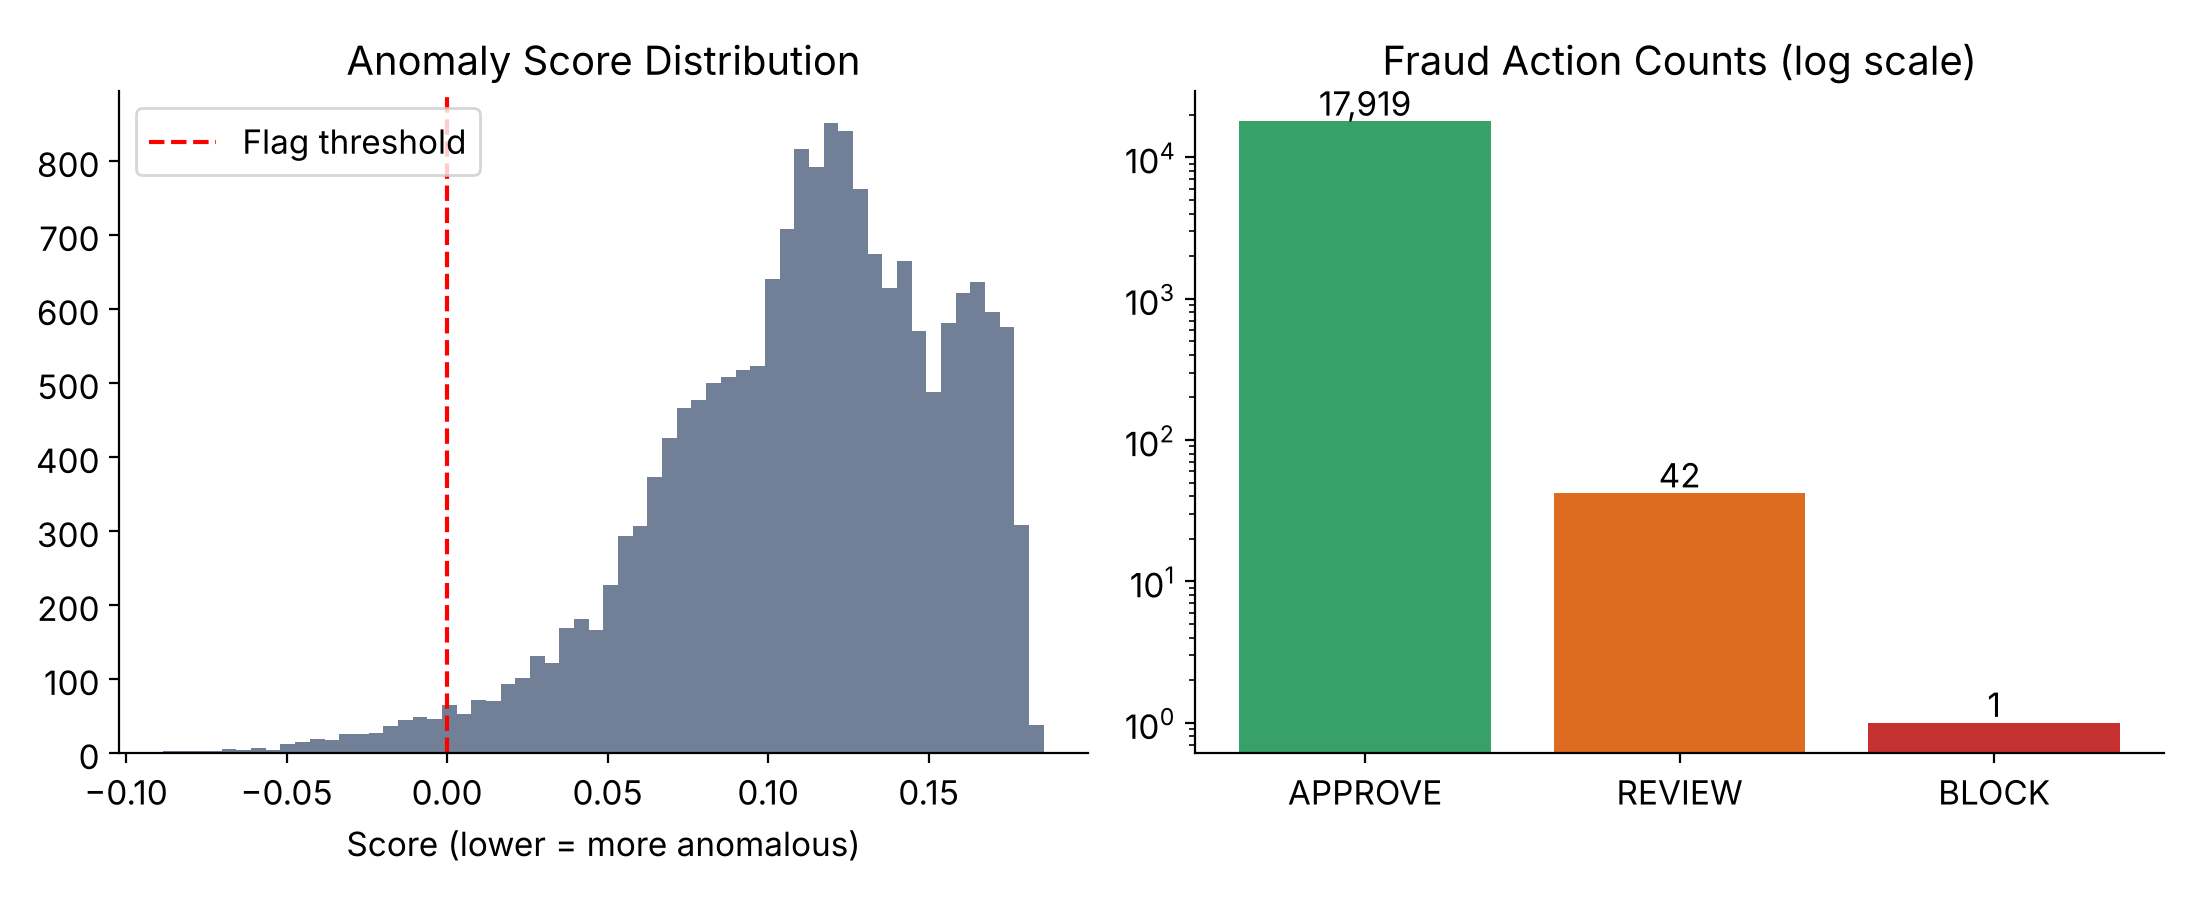 Anomaly Score Distribution
Flag threshold
800
700
600
500
400
300
200
100
0
−0.10 −0.05 0.00 0.05 0.10 0.15
Score (lower = more anomalous)
Fraud Action Counts (log scale)
17,919
42
1
10⁴
10³
10²
10¹
10⁰
APPROVE REVIEW BLOCK